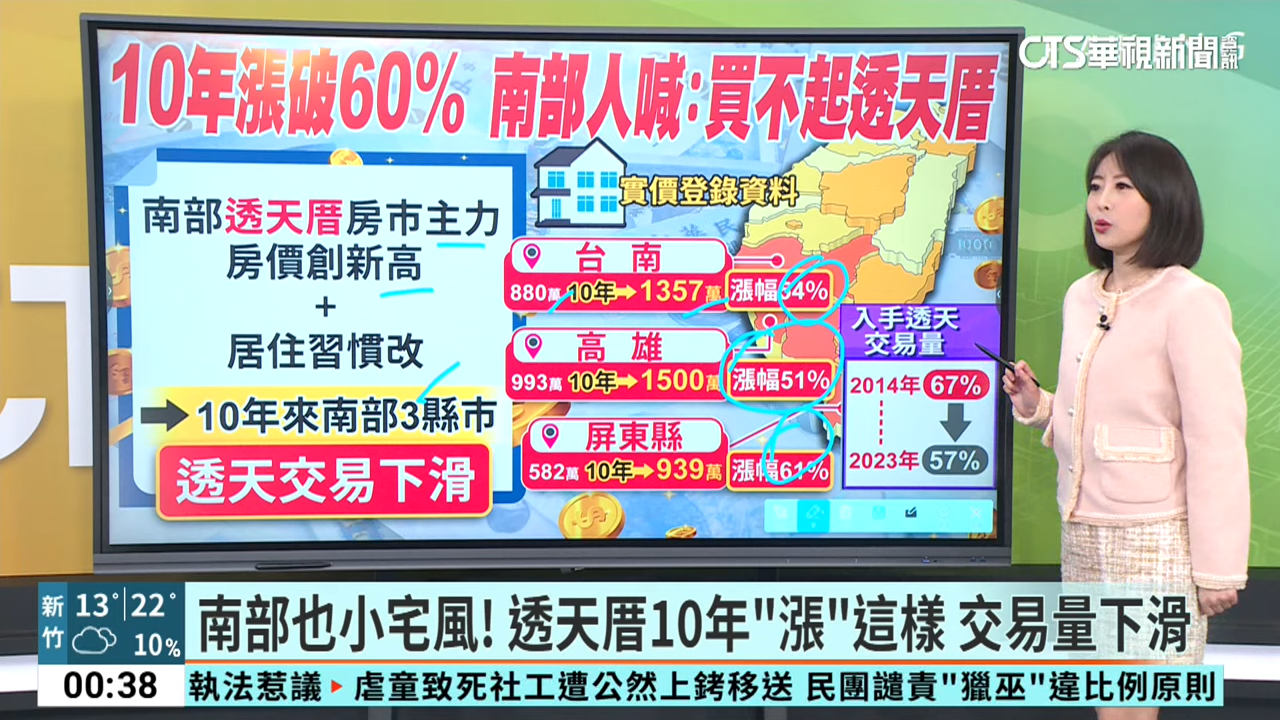 CTS華視新聞資訊
10年漲破60% 南部人喊:買不起透天厝
南部透天厝房市主力
房價創新高
+
居住習慣改
10年來南部3縣市
透天交易下滑
實價登錄資料
台南
880萬 10年 1357萬 漲幅54%
高雄
993萬 10年 1500萬 漲幅51%
屏東縣
582萬 10年 939萬 漲幅61%
入手透天
交易量
2014年 67%
2023年 57%
新竹 13° 22° 10%
南部也小宅風! 透天厝10年"漲"這樣 交易量下滑
00:38 執法惹議 虐童致死社工遭公然上銬移送 民團譴責"獵巫"違比例原則